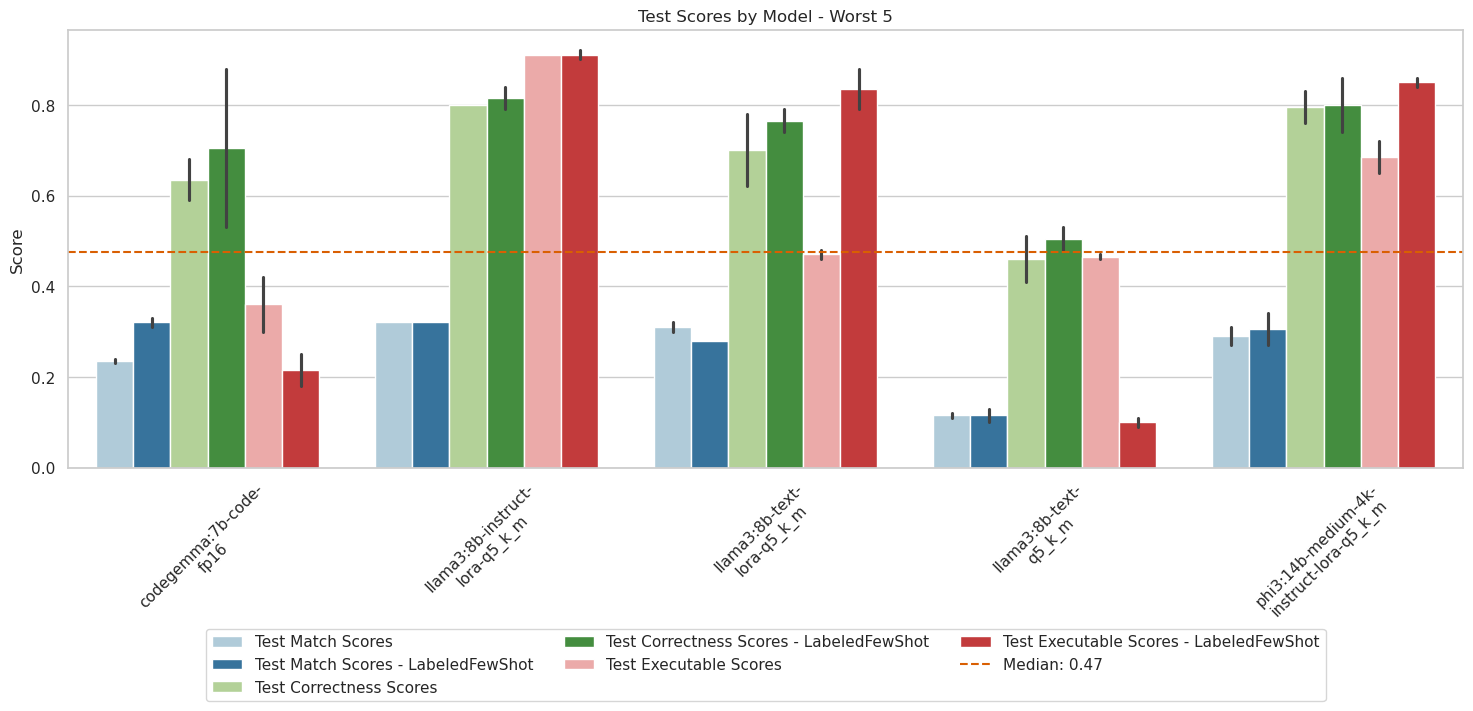 Test Scores by Model - Worst 5
Score
0.8
0.6
0.4
0.2
0.0
codegemma:7b-code-
fp16
llama3:8b-instruct-
lora-q5_k_m
llama3:8b-text-
lora-q5_k_m
llama3:8b-text-
q5_k_m
phi3:14b-medium-4k-
instruct-lora-q5_k_m
Test Match Scores
Test Match Scores - LabeledFewShot
Test Correctness Scores
Test Correctness Scores - LabeledFewShot
Test Executable Scores
Test Executable Scores - LabeledFewShot
Median: 0.47